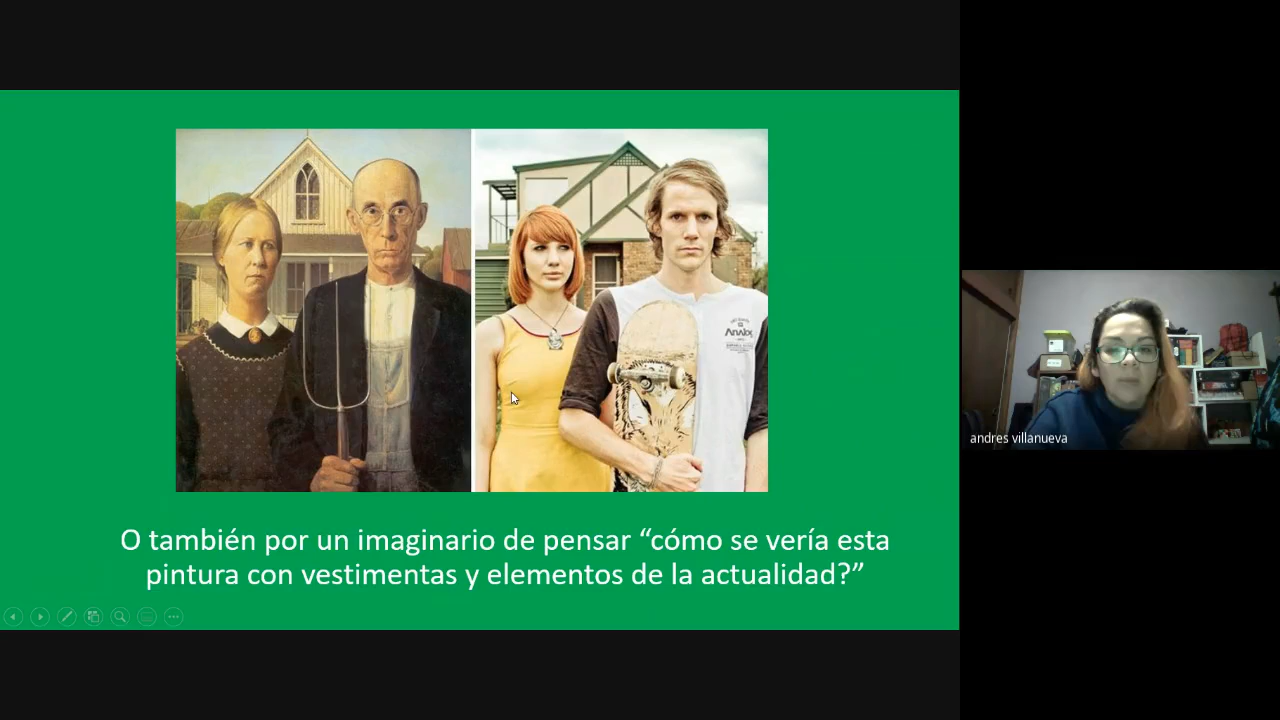 Analog
O también por un imaginario de pensar “cómo se vería esta
pintura con vestimentas y elementos de la actualidad?”
andres villanueva